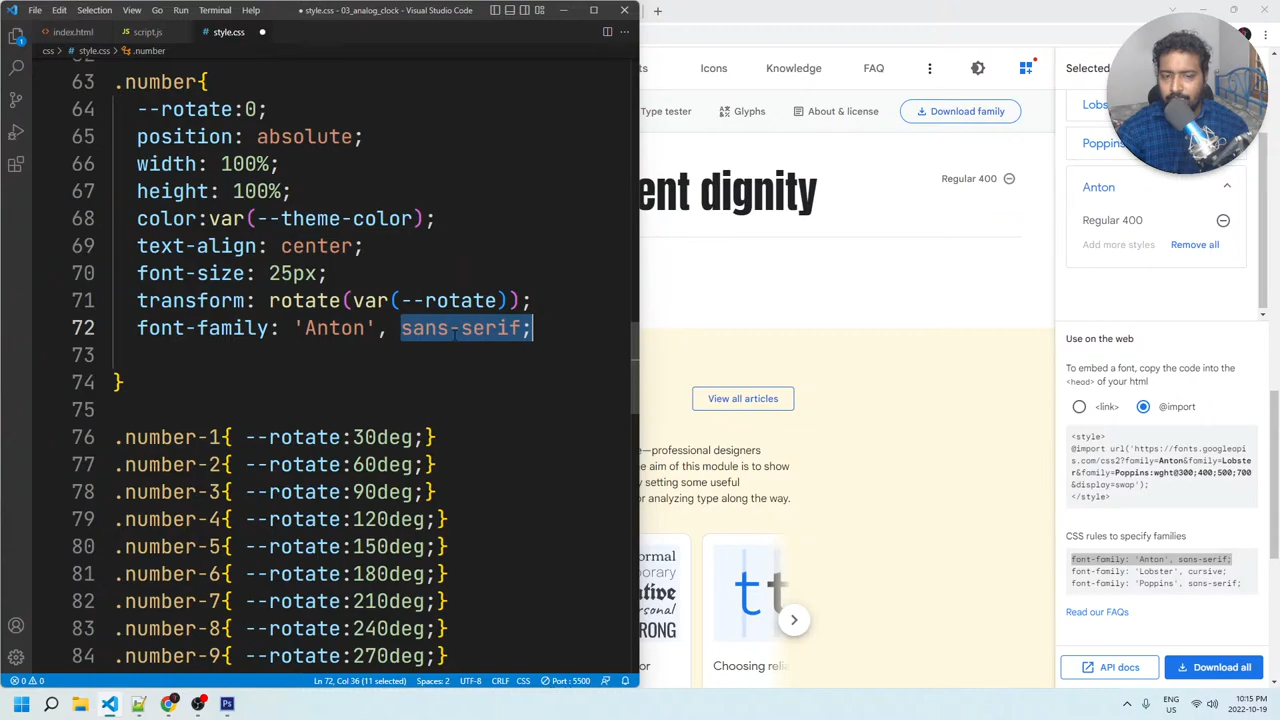 File Edit Selection View Go Run Terminal Help
● style.css - 03_analog_clock - Visual Studio Code
index.html script.js style.css
css > # style.css > .number
63 .number{
64 --rotate:0;
65 position: absolute;
66 width: 100%;
67 height: 100%;
68 color:var(--theme-color);
69 text-align: center;
70 font-size: 25px;
71 transform: rotate(var(--rotate));
72 font-family: 'Anton', sans-serif;
73
74 }
75
76 .number-1{ --rotate:30deg;}
77 .number-2{ --rotate:60deg;}
78 .number-3{ --rotate:90deg;}
79 .number-4{ --rotate:120deg;}
80 .number-5{ --rotate:150deg;}
81 .number-6{ --rotate:180deg;}
82 .number-7{ --rotate:210deg;}
83 .number-8{ --rotate:240deg;}
84 .number-9{ --rotate:270deg;}
0 0 Ln 72, Col 36 (11 selected) Spaces: 2 UTF-8 CRLF CSS Port : 5500
ts Icons Knowledge FAQ
Type tester Glyphs About & license Download family
ent dignity
Regular 400
View all articles
e—professional designers
e aim of this module is to show
y setting some useful
or analyzing type along the way.
Choosing relia
Selected
Lobs
Poppins
Anton
Regular 400
Add more styles Remove all
Use on the web
To embed a font, copy the code into the
<head> of your html
<link> @import
<style>
@import url('https://fonts.googleapi
s.com/css2?family=Anton&family=Lobste
r&family=Poppins:wght@300;400;500;700
&display=swap');
</style>
CSS rules to specify families
font-family: 'Anton', sans-serif;
font-family: 'Lobster', cursive;
font-family: 'Poppins', sans-serif;
Read our FAQs
API docs Download all
ENG
US
10:15 PM
2022-10-19